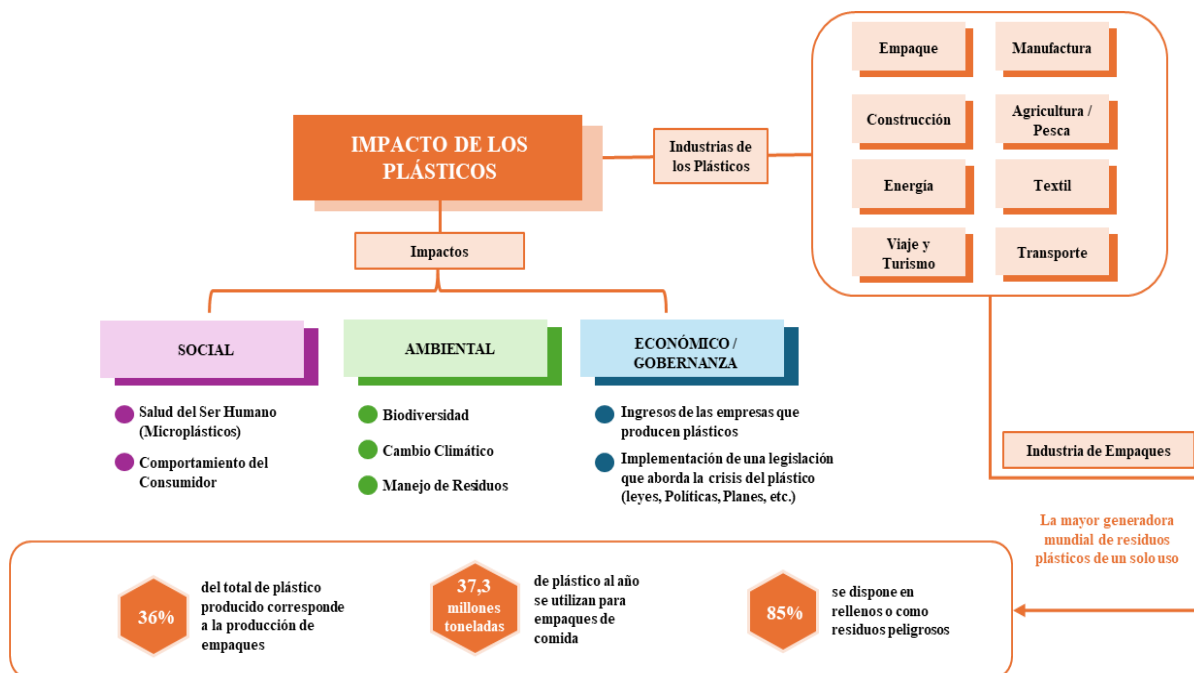 IMPACTO DE LOS
PLÁSTICOS
Industrias de
los Plásticos
Empaque
Manufactura
Construcción
Agricultura /
Pesca
Energía
Textil
Viaje y
Turismo
Transporte
Impactos
SOCIAL
Salud del Ser Humano
(Microplásticos)
Comportamiento del
Consumidor
AMBIENTAL
Biodiversidad
Cambio Climático
Manejo de Residuos
ECONÓMICO /
GOBERNANZA
Ingresos de las empresas que
producen plásticos
Implementación de una legislación
que aborda la crisis del plástico
(leyes, Políticas, Planes, etc.)
Industria de Empaques
La mayor generadora
mundial de residuos
plásticos de un solo uso
36%
del total de plástico
producido corresponde
a la producción de
empaques
37,3
millones
toneladas
de plástico al año
se utilizan para
empaques de
comida
85%
se dispone en
rellenos o como
residuos peligrosos